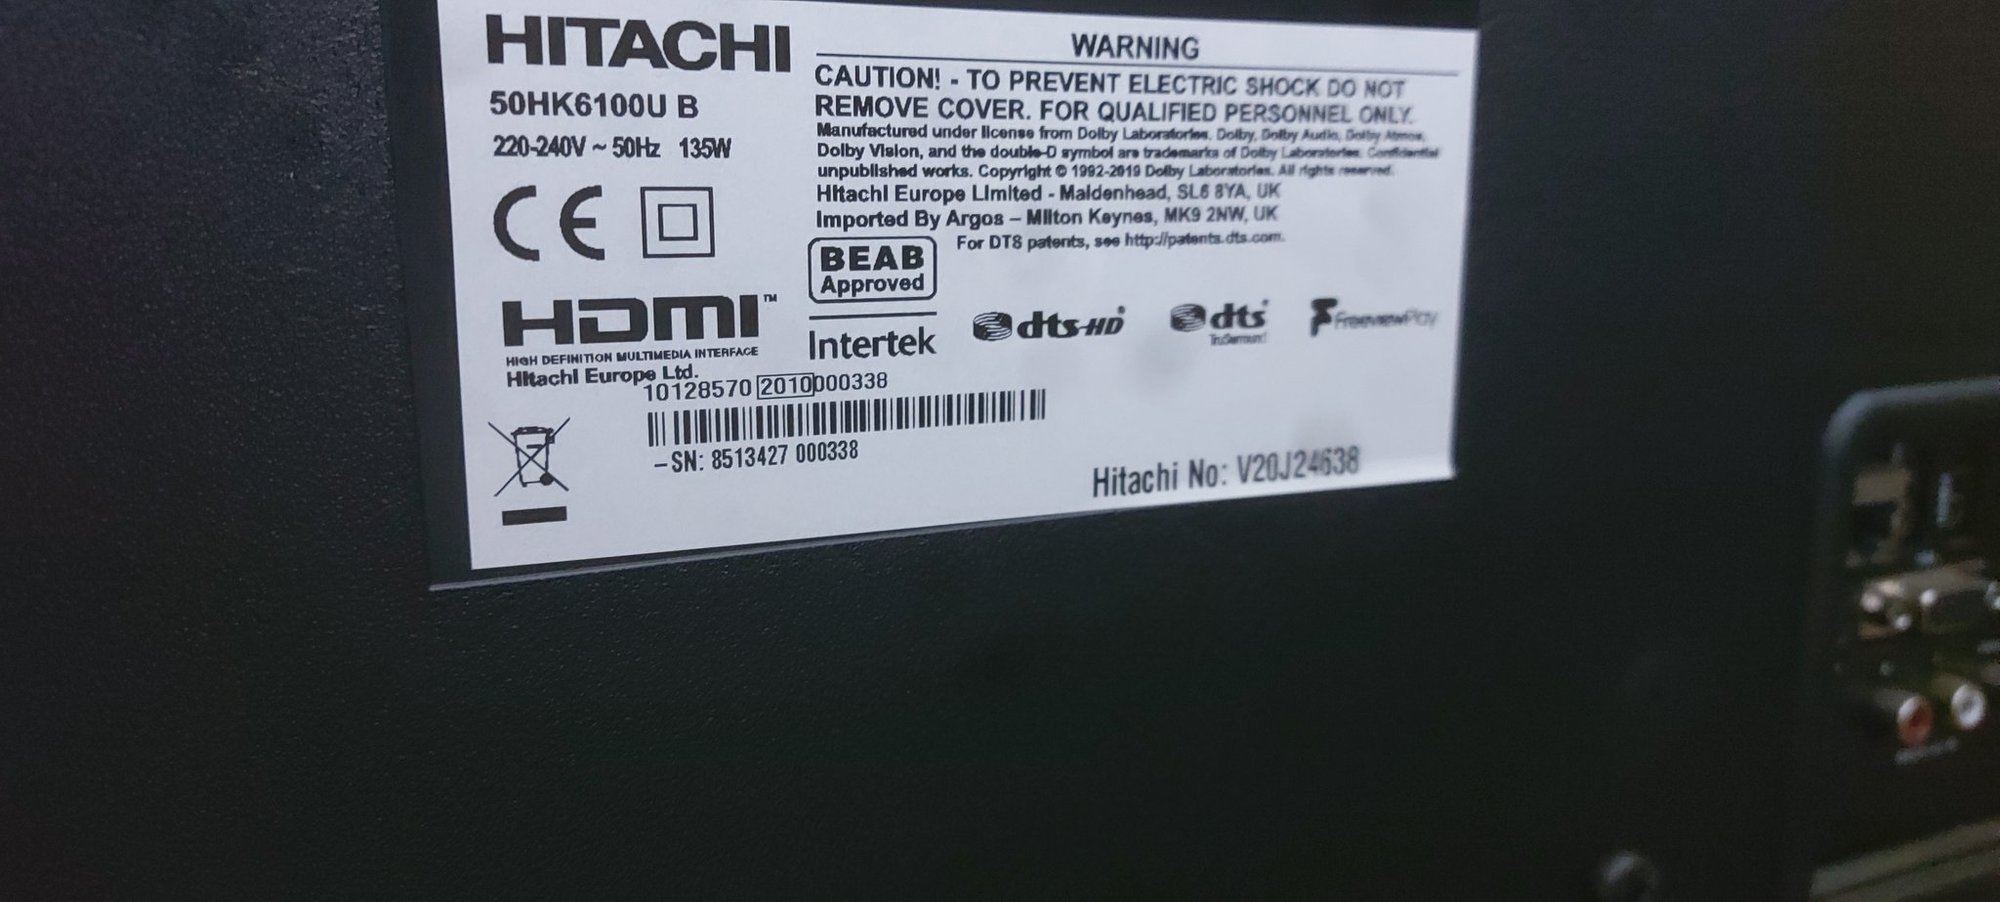 HITACHI
50HK6100U B
220-240V ~ 50Hz 135W
CE
HDMI™
HIGH DEFINITION MULTIMEDIA INTERFACE
Hitachi Europe Ltd.
WARNING
CAUTION! - TO PREVENT ELECTRIC SHOCK DO NOT
REMOVE COVER. FOR QUALIFIED PERSONNEL ONLY.
Manufactured under license from Dolby Laboratories. Dolby, Dolby Audio, Dolby Atmos,
Dolby Vision, and the double-D symbol are trademarks of Dolby Laboratories. Confidential
unpublished works. Copyright © 1992-2019 Dolby Laboratories. All rights reserved.
Hitachi Europe Limited - Maidenhead, SL6 8YA, UK
Imported By Argos – Milton Keynes, MK9 2NW, UK
For DTS patents, see http://patents.dts.com.
BEAB
Approved
Intertek
dts-HD
dts
TruSurround
FreeviewPlay
10128570 2010000338
–SN: 8513427 000338
Hitachi No: V20J24638